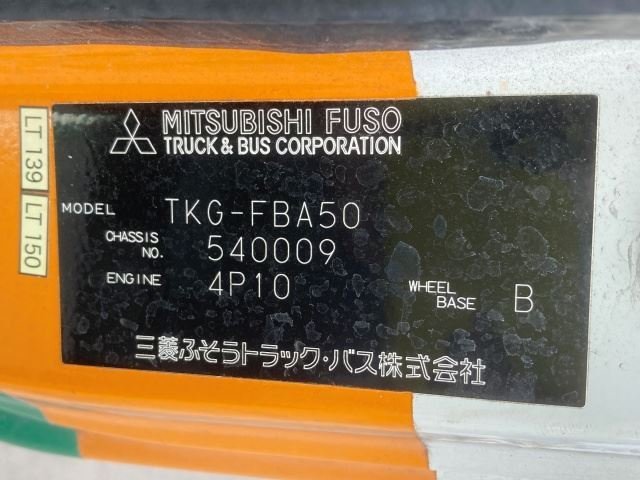 MITSUBISHI FUSO
TRUCK & BUS CORPORATION
LT 139
LT 150
MODEL TKG-FBA50
CHASSIS NO. 540009
ENGINE 4P10
WHEEL BASE B
三菱ふそうトラック・バス株式会社